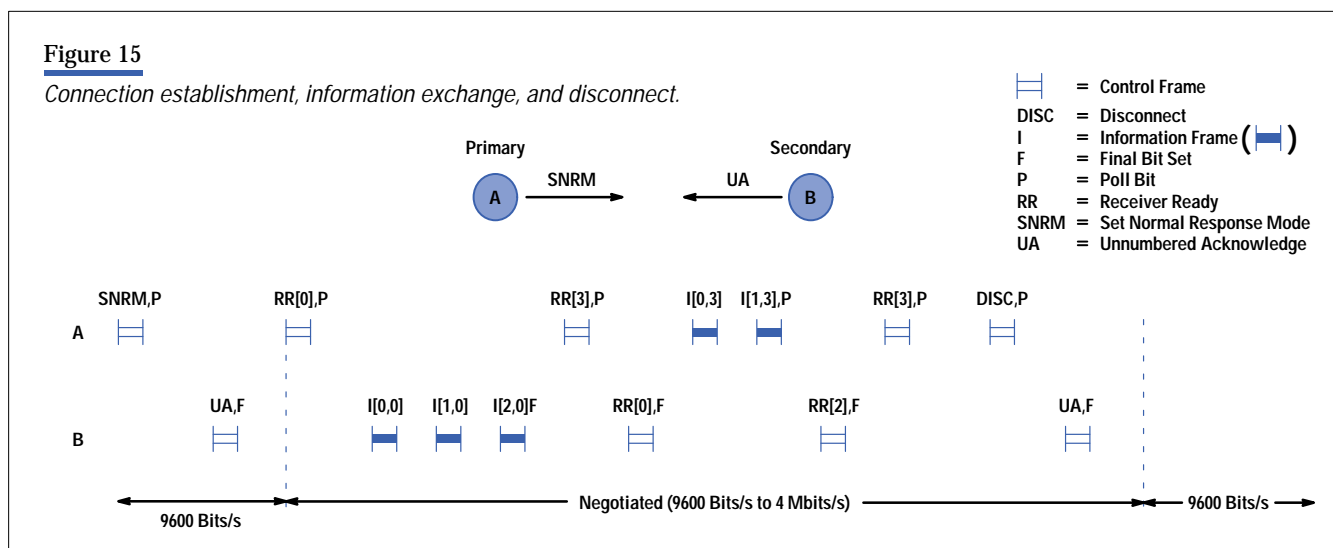 Figure 15
Connection establishment, information exchange, and disconnect.
= Control Frame
DISC = Disconnect
I = Information Frame ( )
F = Final Bit Set
P = Poll Bit
RR = Receiver Ready
SNRM = Set Normal Response Mode
UA = Unnumbered Acknowledge
Primary
Secondary
A
SNRM
UA
B
SNRM,P
RR[0],P
RR[3],P
I[0,3]
I[1,3],P
RR[3],P
DISC,P
A
UA,F
I[0,0]
I[1,0]
I[2,0]F
RR[0],F
RR[2],F
UA,F
B
9600 Bits/s
Negotiated (9600 Bits/s to 4 Mbits/s)
9600 Bits/s